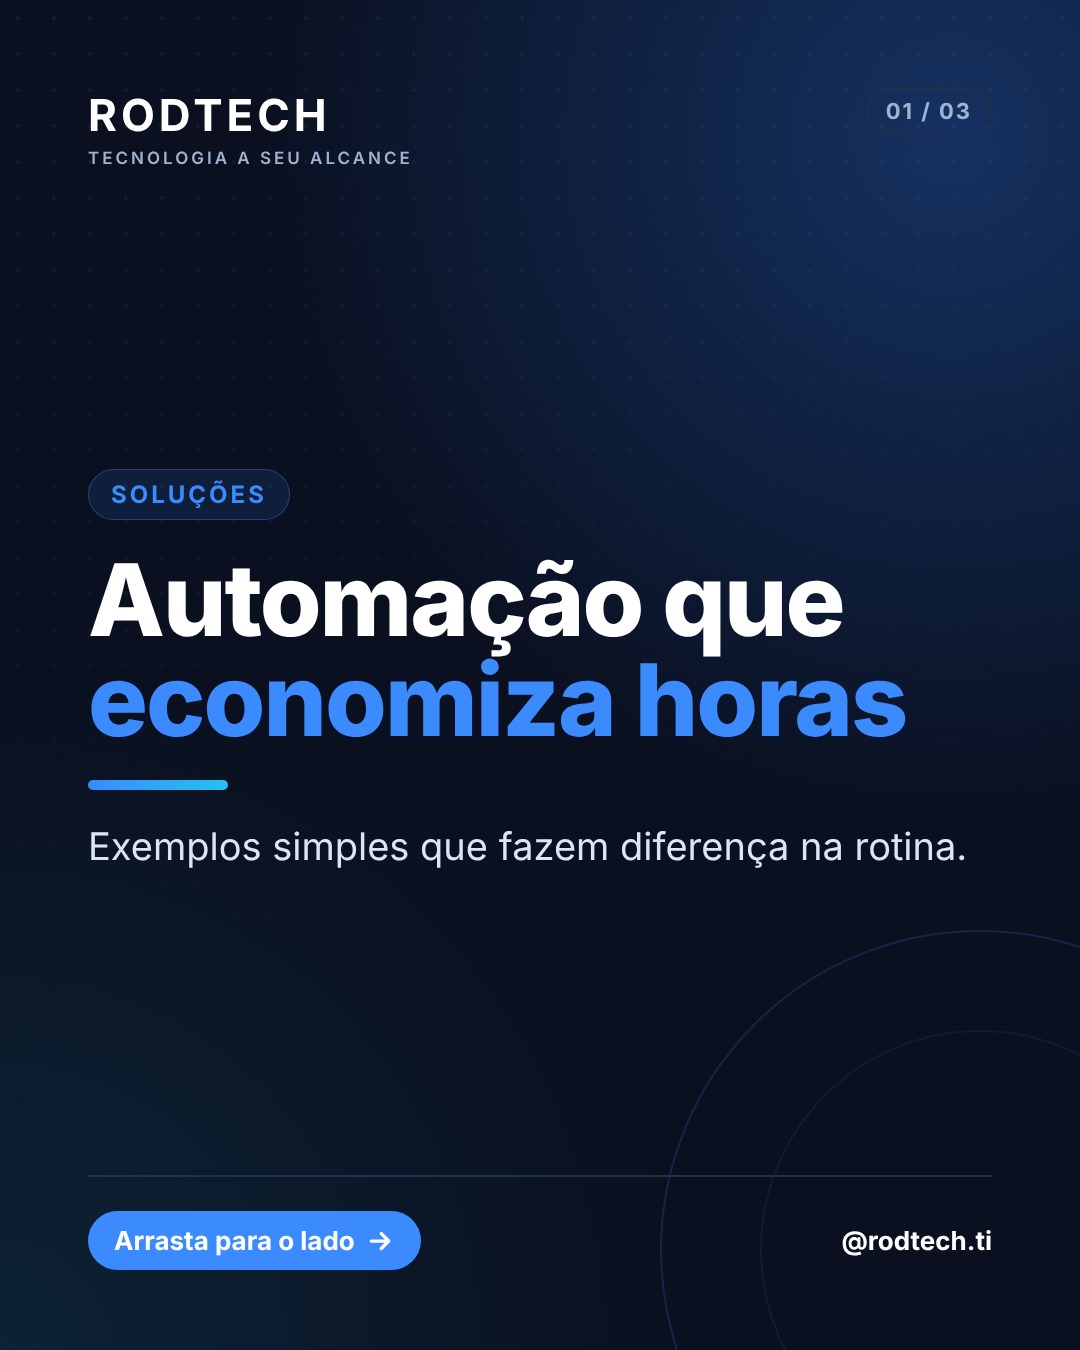 RODTECH
TECNOLOGIA A SEU ALCANCE
01 / 03
SOLUÇÕES
Automação que
economiza horas
Exemplos simples que fazem diferença na rotina.
Arrasta para o lado →
@rodtech.ti